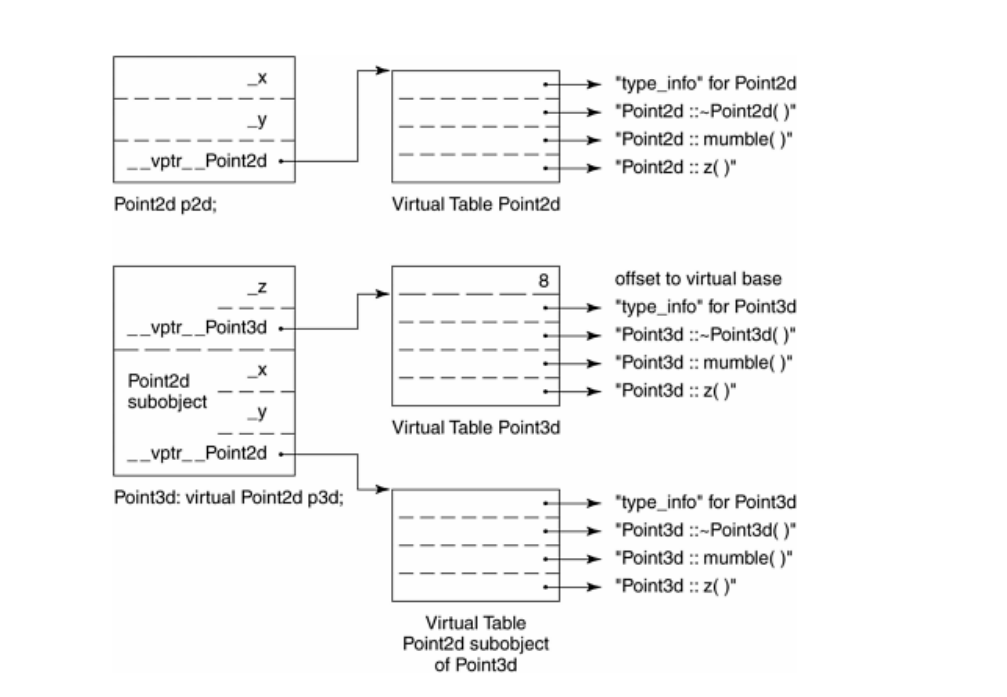 _x
_y
__vptr__Point2d
Point2d p2d;
"type_info" for Point2d
"Point2d ::~Point2d( )"
"Point2d :: mumble( )"
"Point2d :: z( )"
Virtual Table Point2d
_z
__vptr__Point3d
Point2d
subobject
_x
_y
__vptr__Point2d
Point3d: virtual Point2d p3d;
8
offset to virtual base
"type_info" for Point3d
"Point3d ::~Point3d( )"
"Point3d :: mumble( )"
"Point3d :: z( )"
Virtual Table Point3d
"type_info" for Point3d
"Point3d ::~Point3d( )"
"Point3d :: mumble( )"
"Point3d :: z( )"
Virtual Table
Point2d subobject
of Point3d